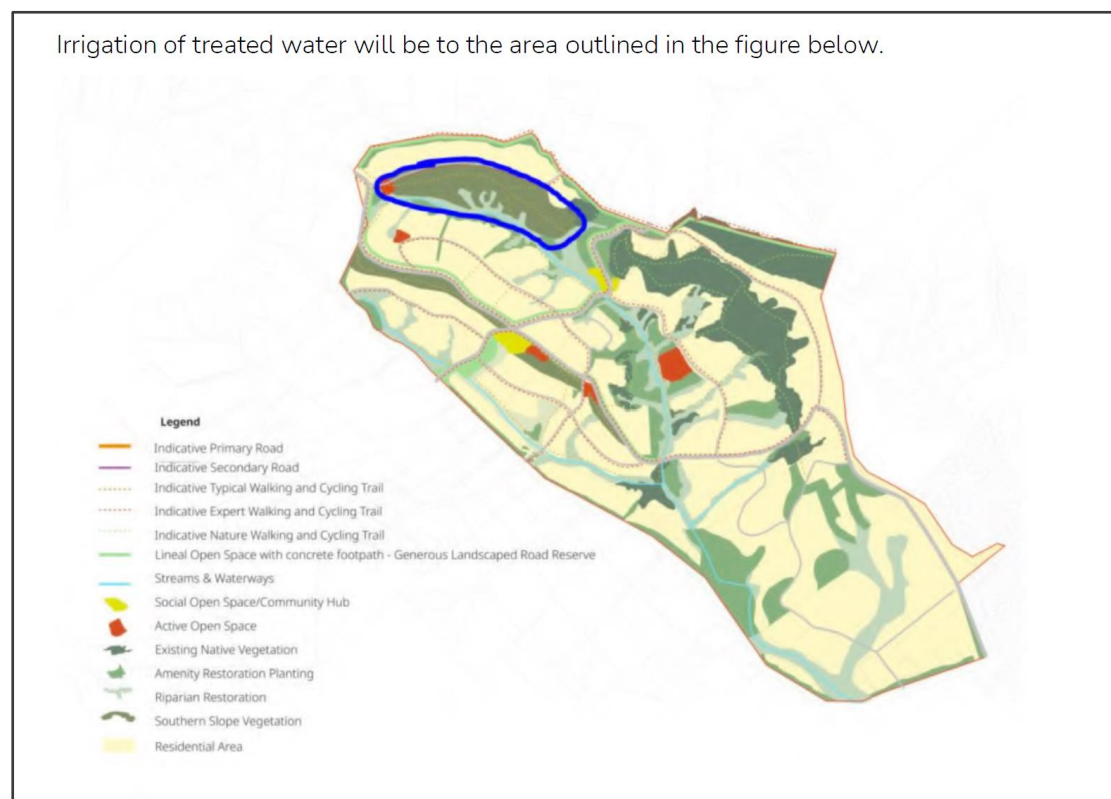 Irrigation of treated water will be to the area outlined in the figure below.
Legend
Indicative Primary Road
Indicative Secondary Road
Indicative Typical Walking and Cycling Trail
Indicative Expert Walking and Cycling Trail
Indicative Nature Walking and Cycling Trail
Lineal Open Space with concrete footpath - Generous Landscaped Road Reserve
Streams & Waterways
Social Open Space/Community Hub
Active Open Space
Existing Native Vegetation
Amenity Restoration Planting
Riparian Restoration
Southern Slope Vegetation
Residential Area